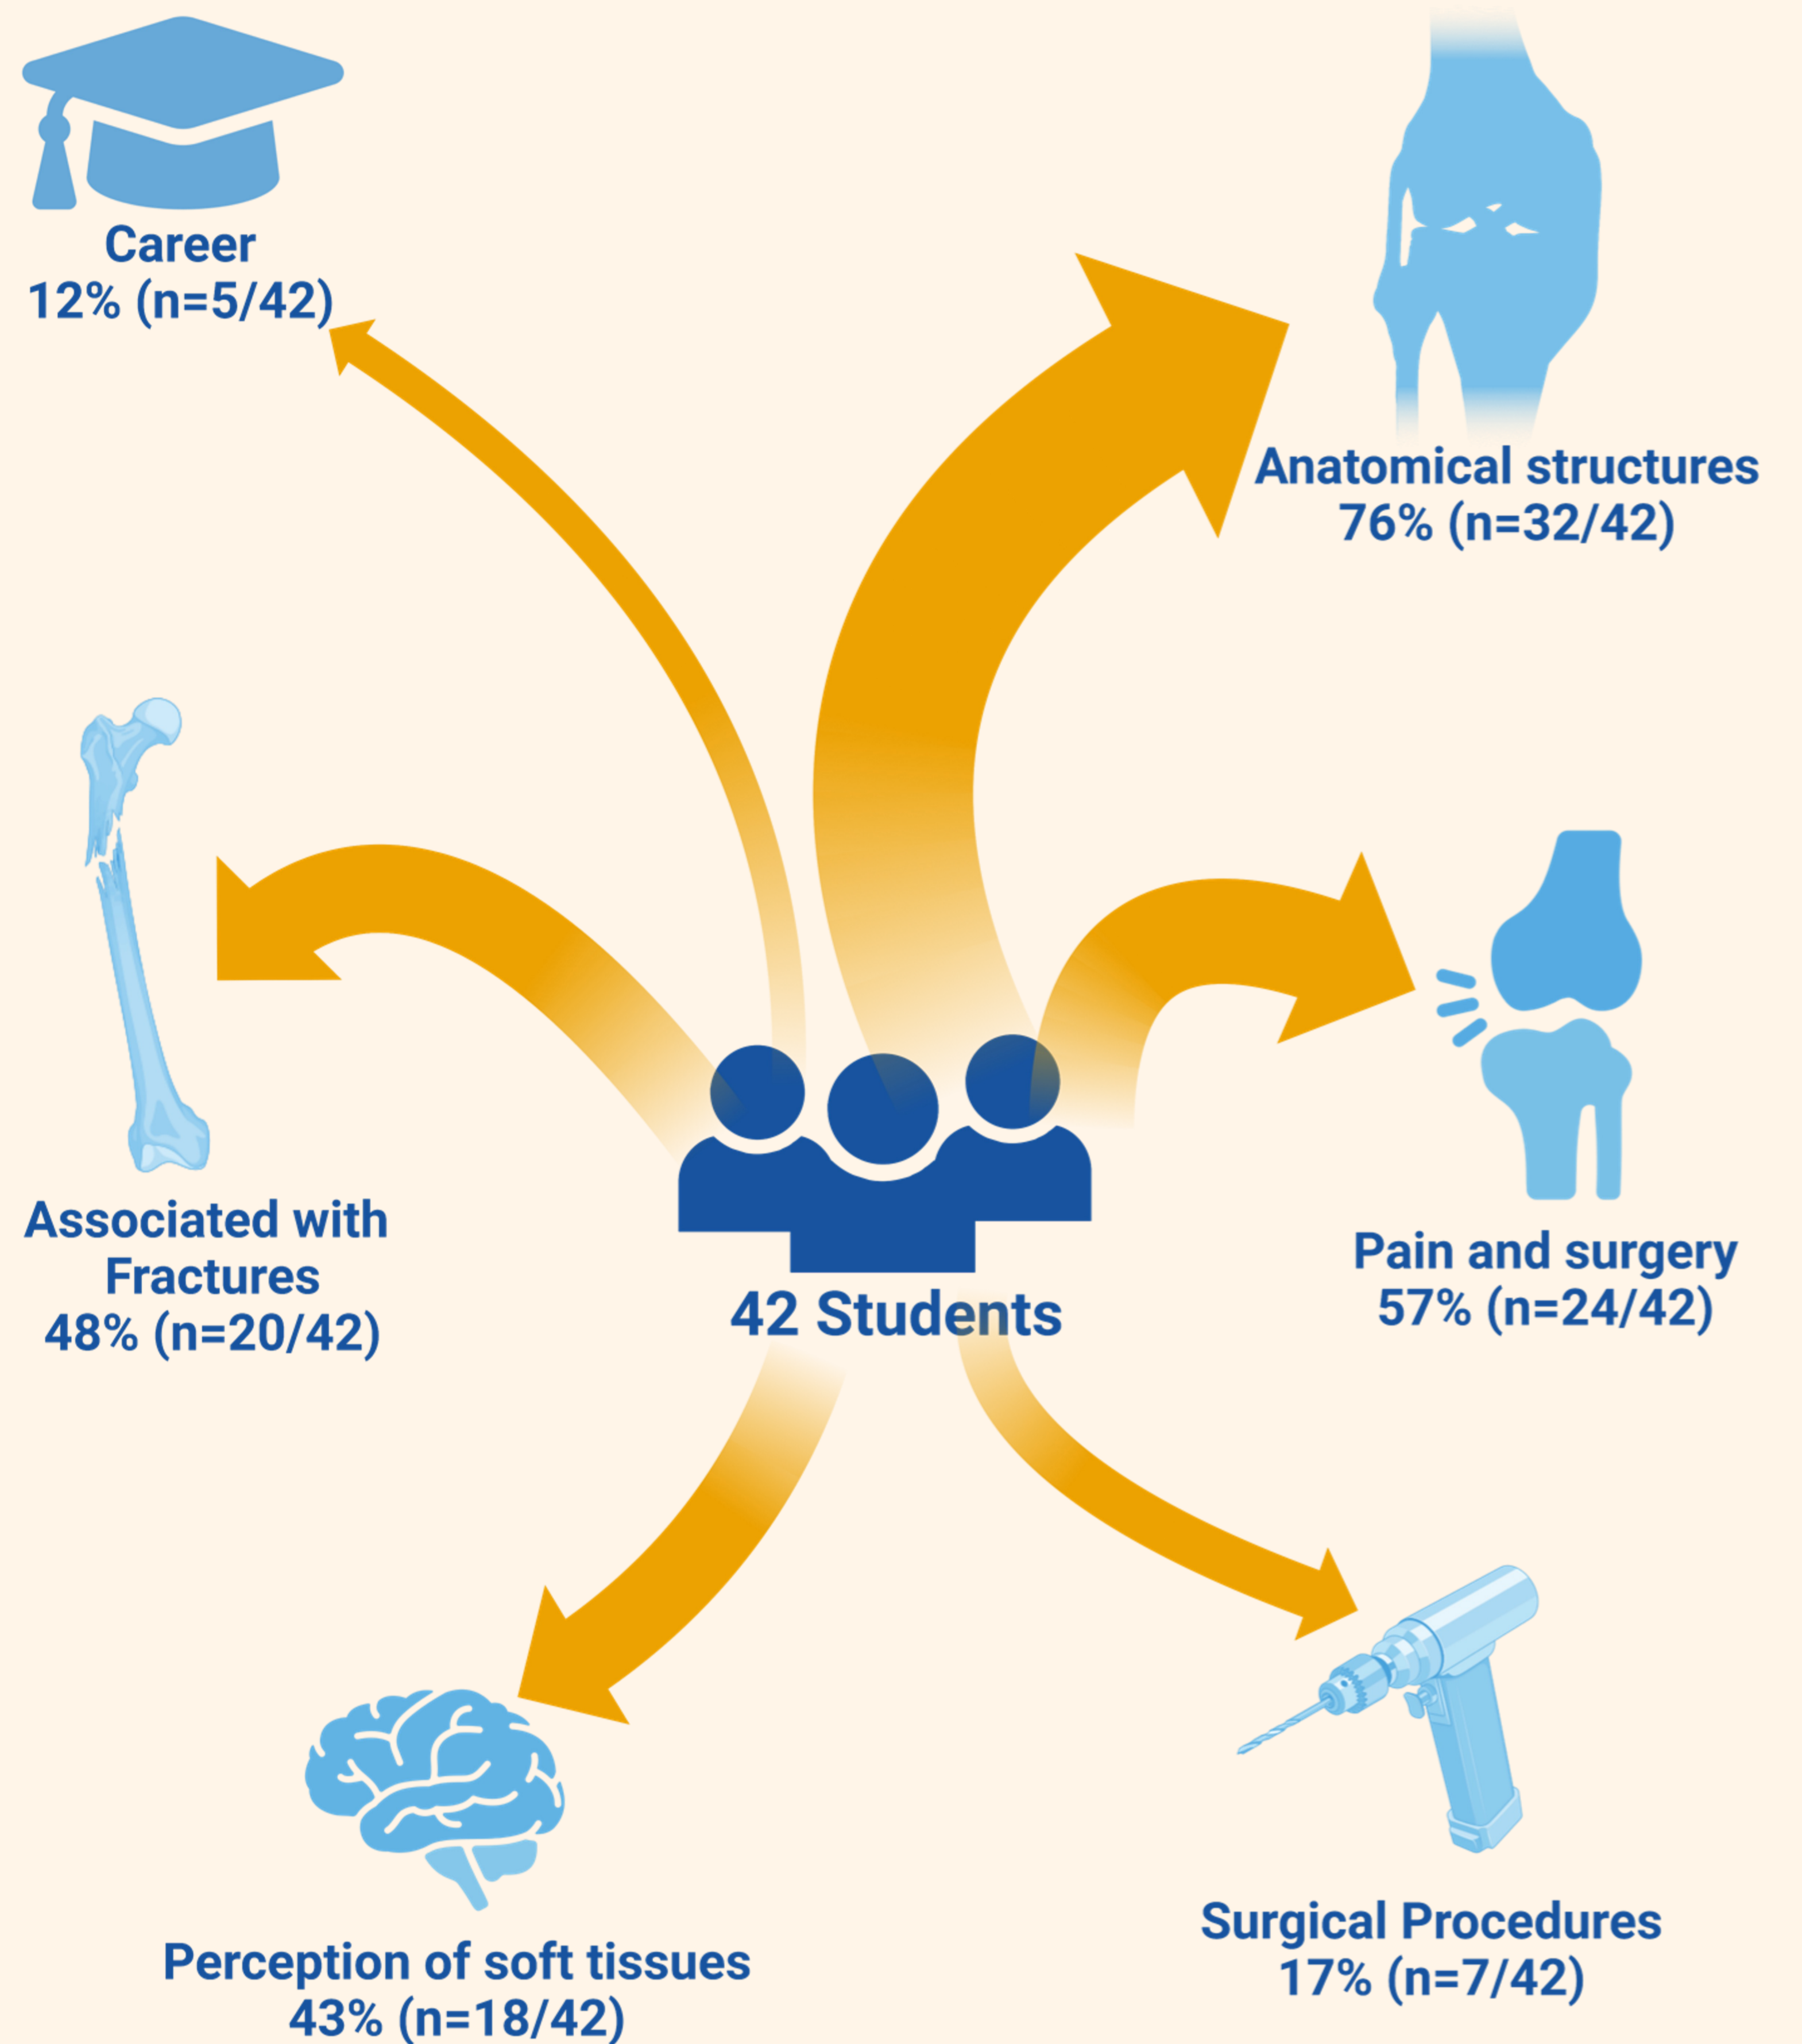 Career
12% (n=5/42)
Anatomical structures
76% (n=32/42)
Associated with
Fractures
48% (n=20/42)
42 Students
Pain and surgery
57% (n=24/42)
Perception of soft tissues
43% (n=18/42)
Surgical Procedures
17% (n=7/42)